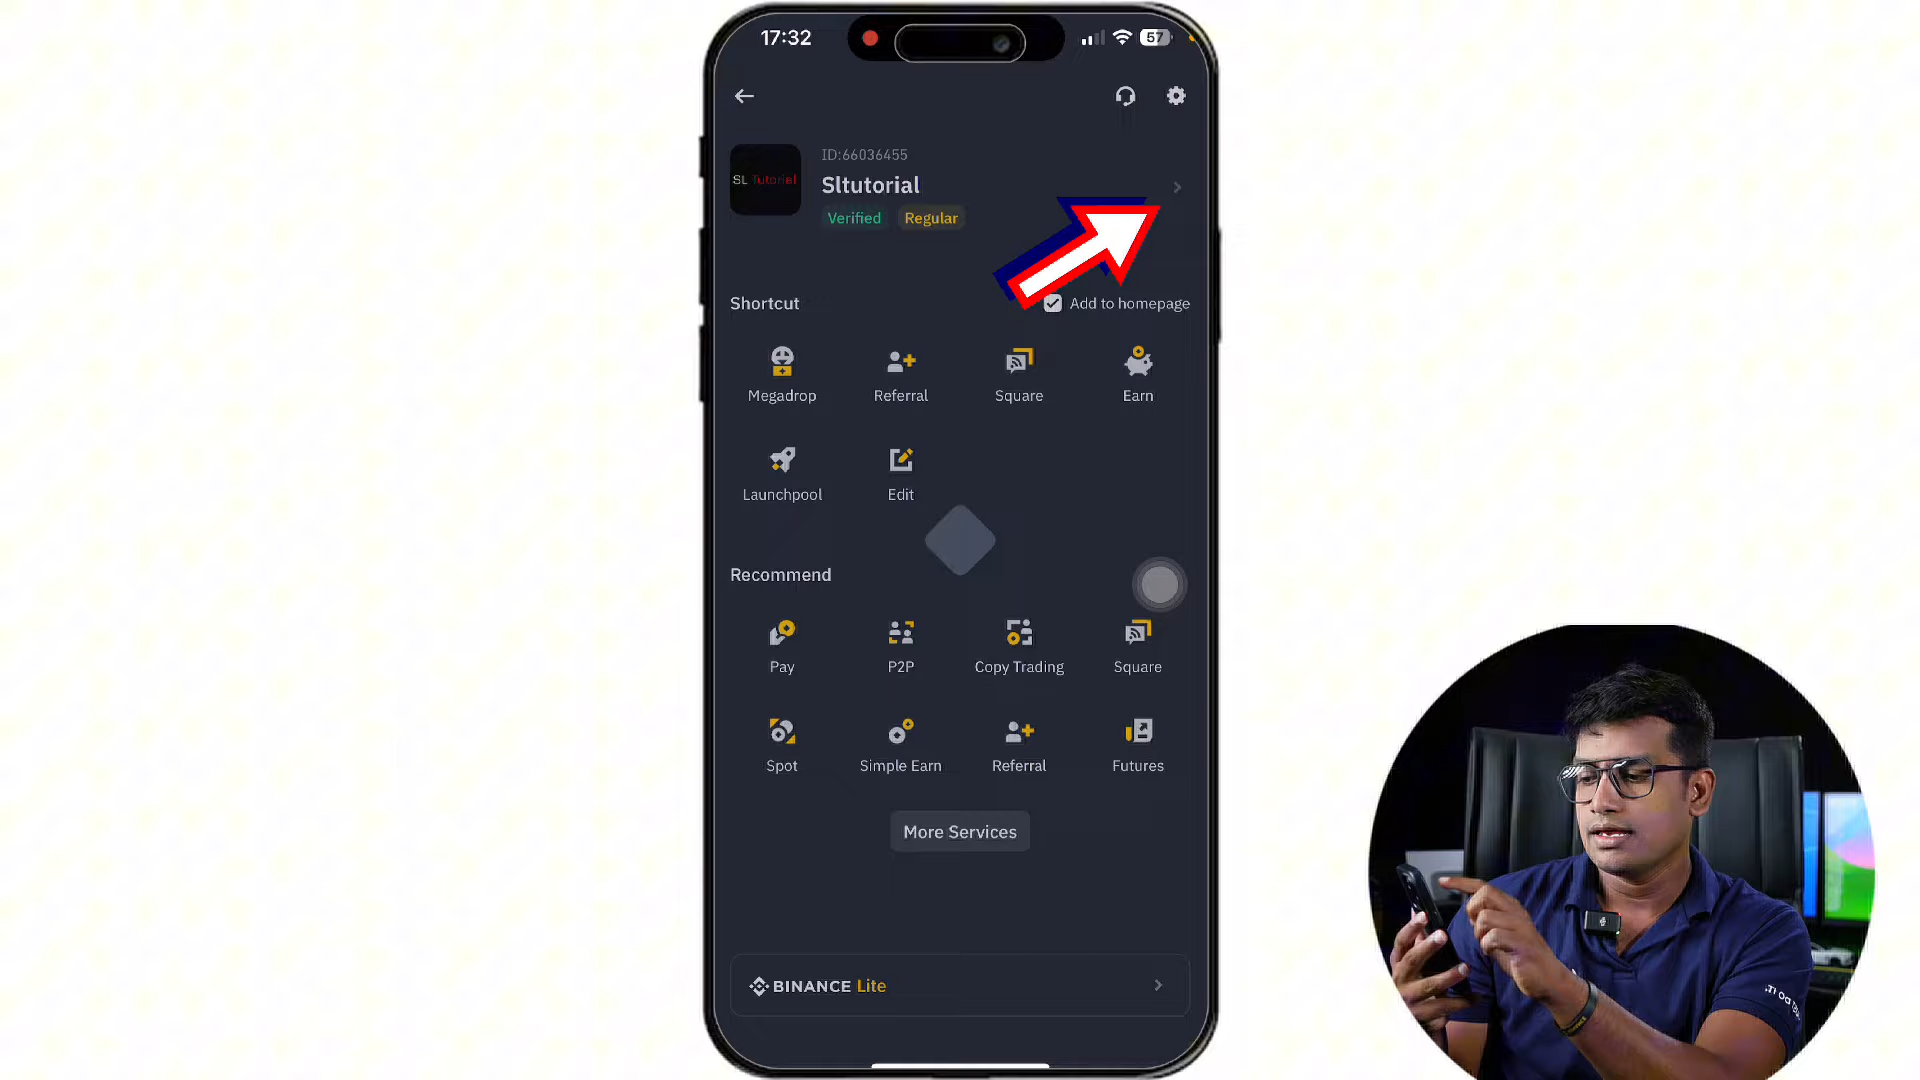 17:32
57
ID:66036455
SL Tutoriel
Sltutorial
Verified
Regular
Shortcut
Add to homepage
Megadrop
Referral
Square
Earn
Launchpool
Edit
Recommend
Pay
P2P
Copy Trading
Square
Spot
Simple Earn
Referral
Futures
More Services
BINANCE Lite